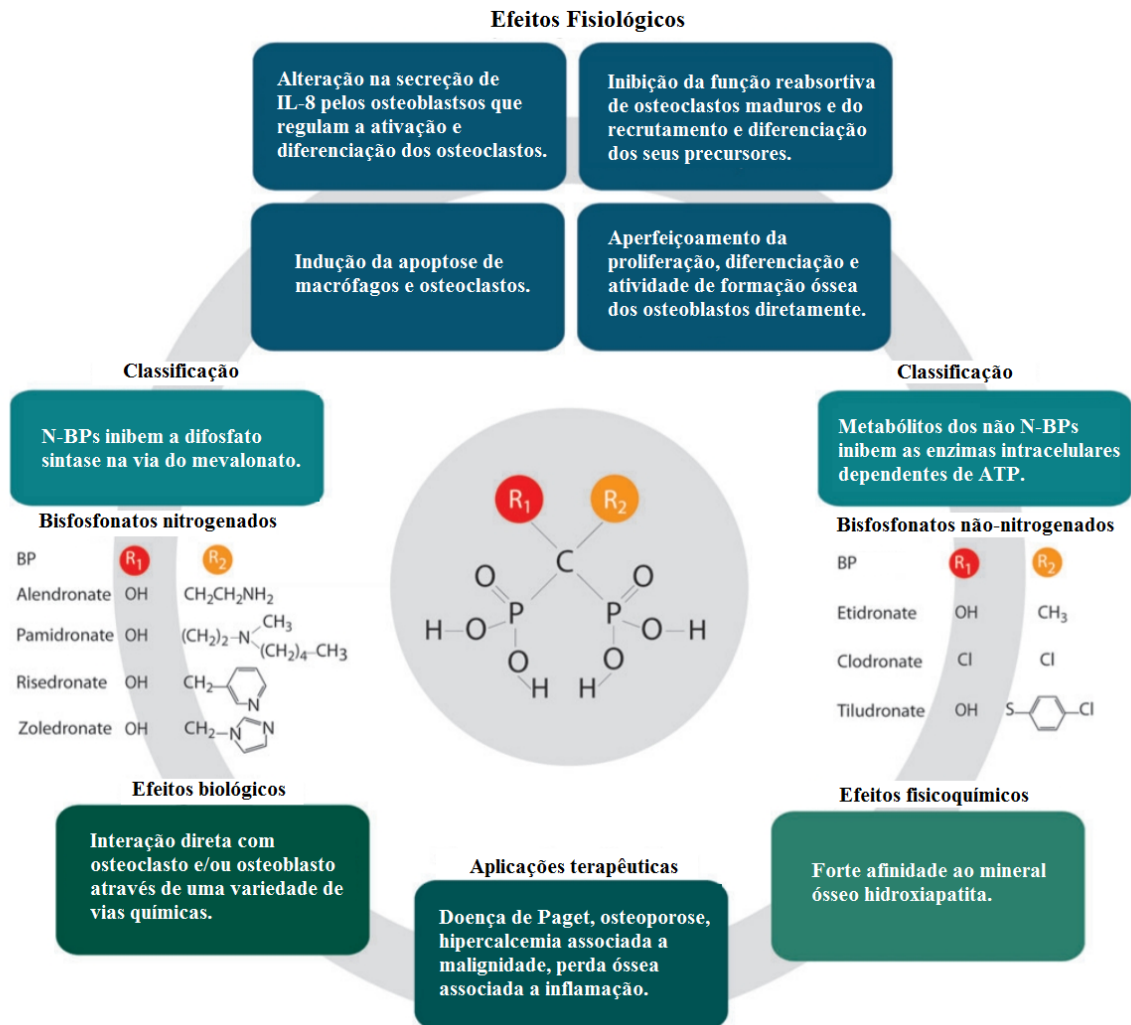 Efeitos Fisiológicos
Alteração na secreção de
IL-8 pelos osteoblastsos que
regulam a ativação e
diferenciação dos osteoclastos.
Inibição da função reabsortiva
de osteoclastos maduros e do
recrutamento e diferenciação
dos seus precursores.
Indução da apoptose de
macrófagos e osteoclastos.
Aperfeiçoamento da
proliferação, diferenciação e
atividade de formação óssea
dos osteoblastos diretamente.
Classificação
N-BPs inibem a difosfato
sintase na via do mevalonato.
Bisfosfonatos nitrogenados
BP R1 R2
Alendronate OH CH2CH2NH2
Pamidronate OH (CH2)2-N CH3
(CH2)4-CH3
Risedronate OH CH2 N
Zoledronate OH CH2-N N
R1 R2
C
O O
P P
H-O O-H
O O
H H
Classificação
Metabólitos dos não N-BPs
inibem as enzimas intracelulares
dependentes de ATP.
Bisfosfonatos não-nitrogenados
BP R1 R2
Etidronate OH CH3
Clodronate Cl Cl
Tiludronate OH S Cl
Efeitos biológicos
Interação direta com
osteoclasto e/ou osteoblasto
através de uma variedade de
vias químicas.
Aplicações terapêuticas
Doença de Paget, osteoporose,
hipercalcemia associada a
malignidade, perda óssea
associada a inflamação.
Efeitos fisicoquímicos
Forte afinidade ao mineral
ósseo hidroxiapatita.